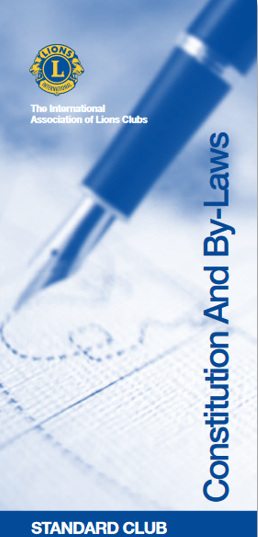 LIONS
L
INTERNATIONAL
The International
Association of Lions Clubs
Constitution And By-Laws
STANDARD CLUB